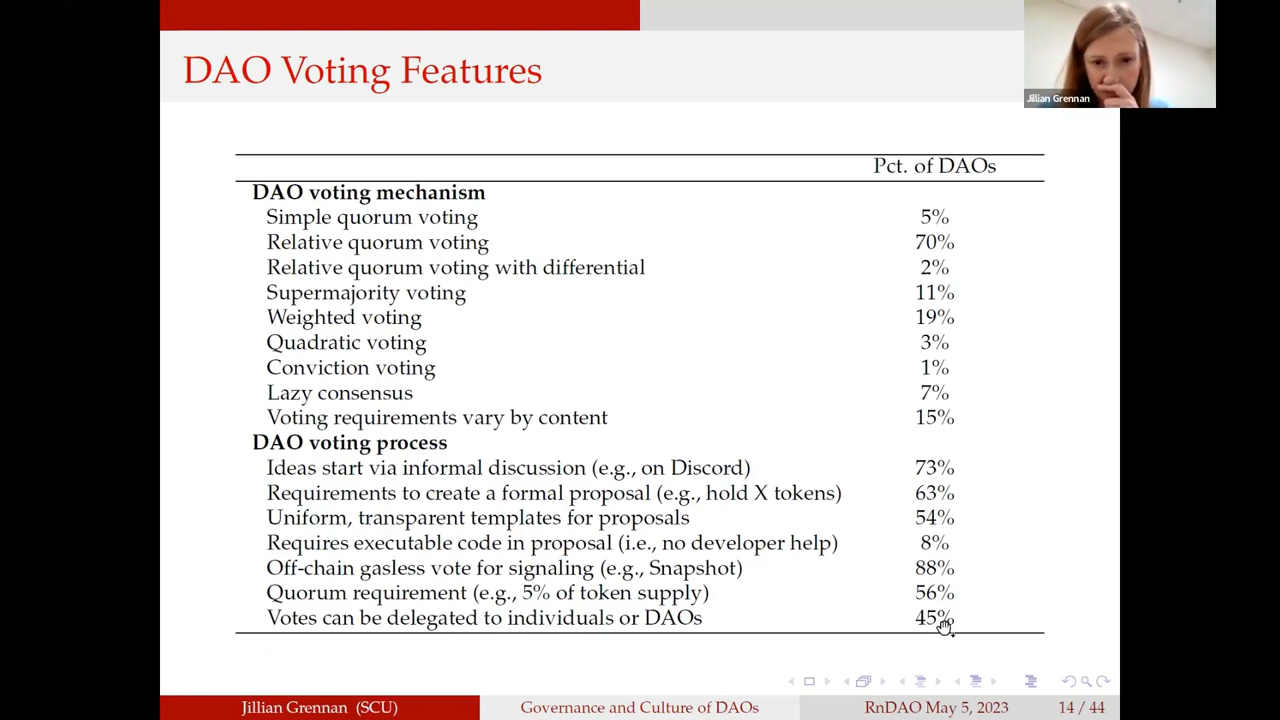 DAO Voting Features
Jillian Grennan
Pct. of DAOs
DAO voting mechanism
Simple quorum voting 5%
Relative quorum voting 70%
Relative quorum voting with differential 2%
Supermajority voting 11%
Weighted voting 19%
Quadratic voting 3%
Conviction voting 1%
Lazy consensus 7%
Voting requirements vary by content 15%
DAO voting process
Ideas start via informal discussion (e.g., on Discord) 73%
Requirements to create a formal proposal (e.g., hold X tokens) 63%
Uniform, transparent templates for proposals 54%
Requires executable code in proposal (i.e., no developer help) 8%
Off-chain gasless vote for signaling (e.g., Snapshot) 88%
Quorum requirement (e.g., 5% of token supply) 56%
Votes can be delegated to individuals or DAOs 45%
Jillian Grennan (SCU) Governance and Culture of DAOs RnDAO May 5, 2023 14 / 44